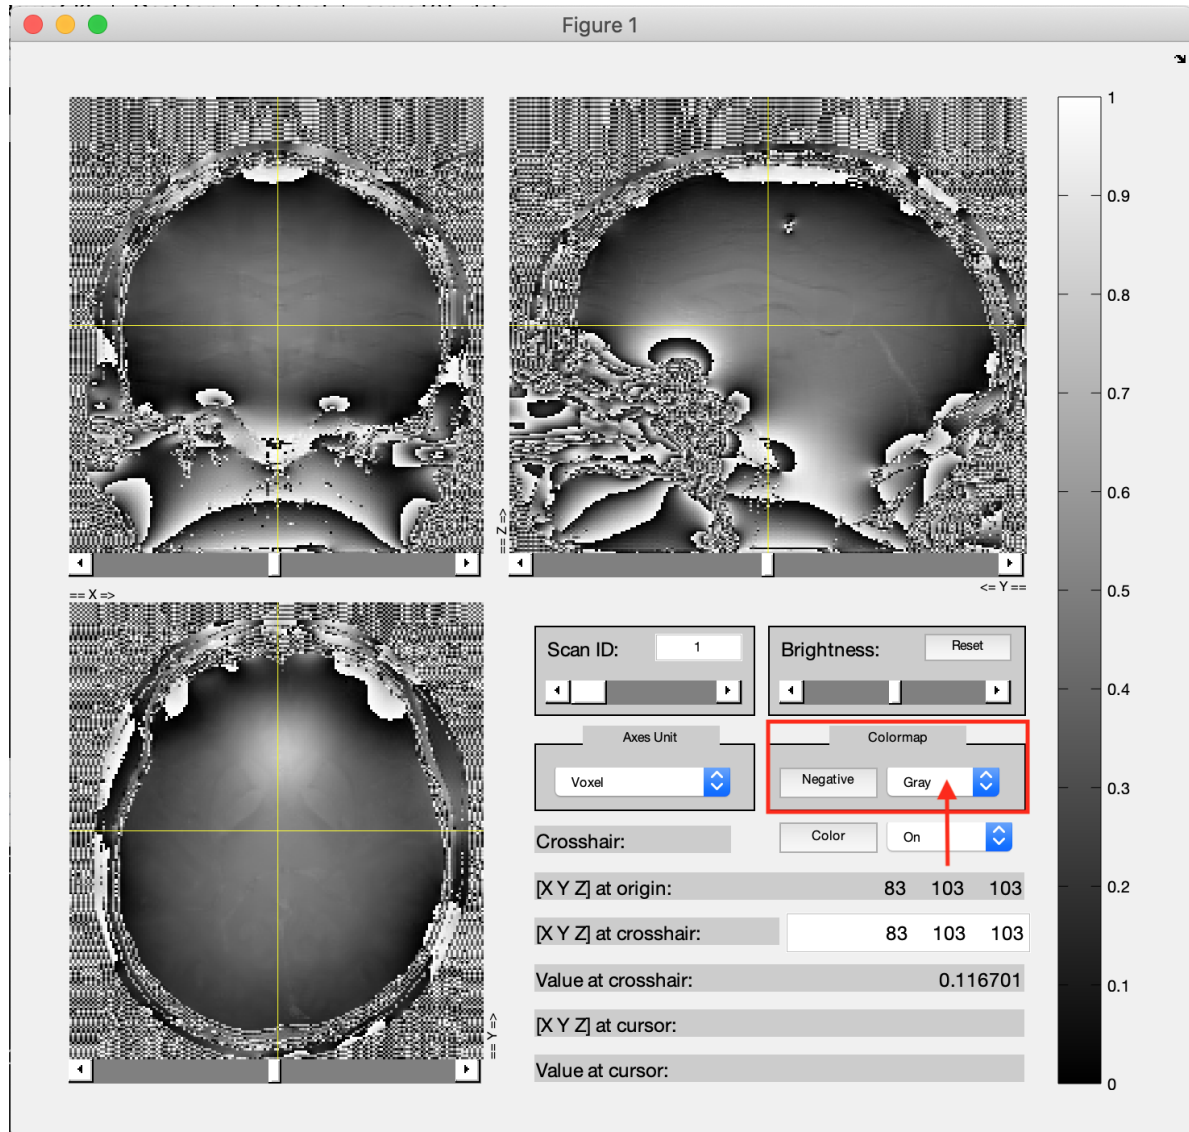 Figure 1
1
0.9
0.8
0.7
0.6
0.5
0.4
0.3
0.2
0.1
0
== Z =>
<= Y ==
== X =>
== Y =>
Scan ID: 1
Brightness: Reset
Axes Unit
Voxel
Colormap
Negative Gray
Crosshair: Color On
[X Y Z] at origin: 83 103 103
[X Y Z] at crosshair: 83 103 103
Value at crosshair: 0.116701
[X Y Z] at cursor:
Value at cursor: